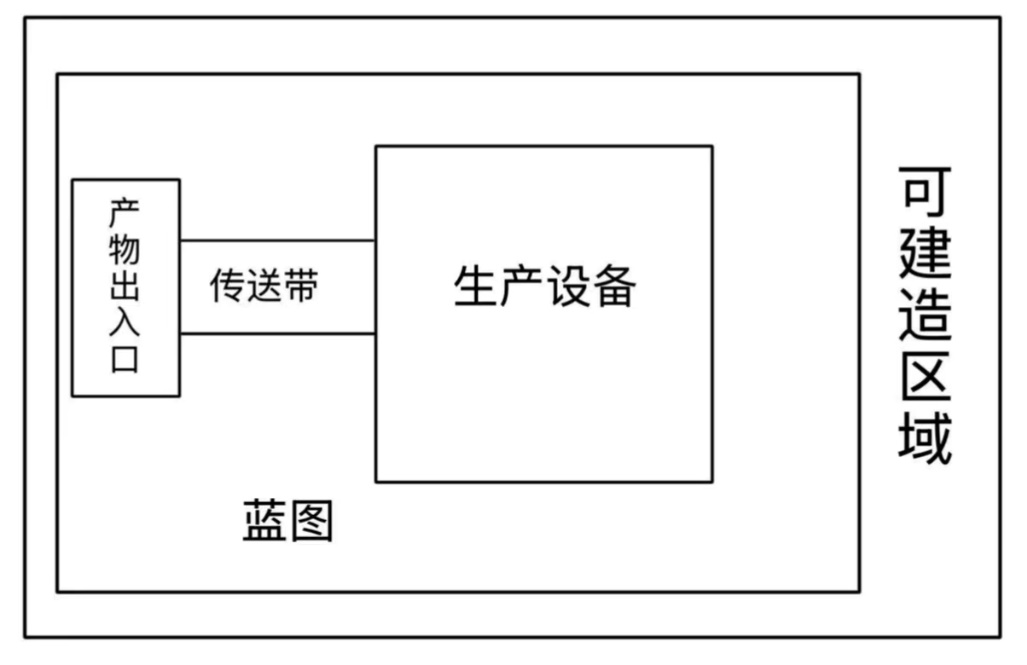 产物出入口
传送带
生产设备
蓝图
可建造区域